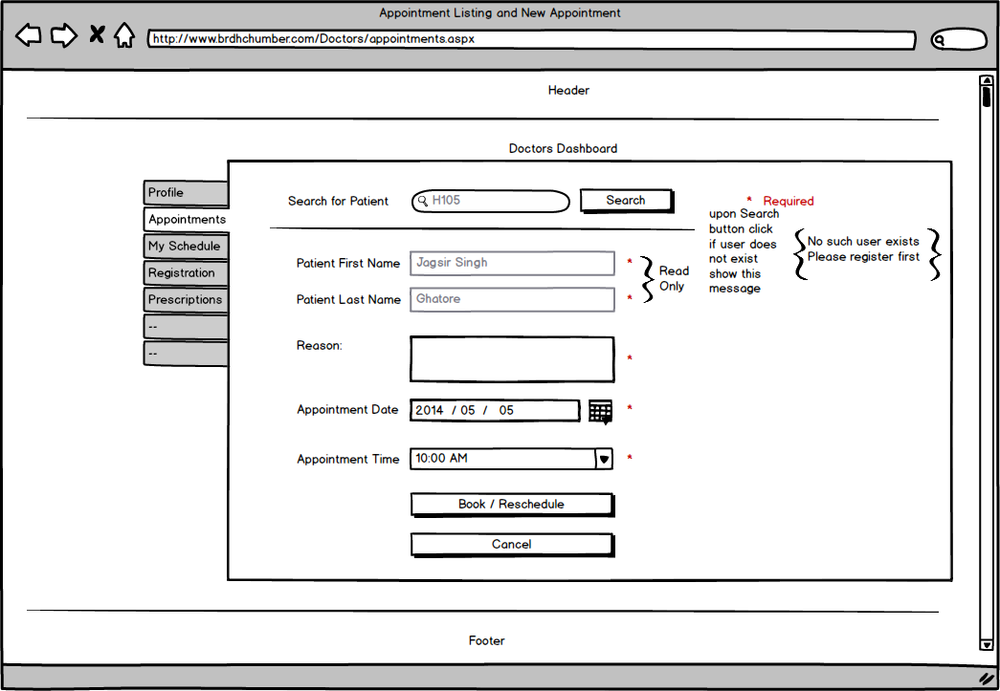 Appointment Listing and New Appointment
http://www.brdhchumber.com/Doctors/appointments.aspx
Header
Doctors Dashboard
Profile
Appointments
My Schedule
Registration
Prescriptions
--
--
Search for Patient
H105
Search
* Required
upon Search
button click
if user does
not exist
show this
message
No such user exists
Please register first
Patient First Name
Jagsir Singh
*
Read
Only
Patient Last Name
Ghatore
*
Reason:
*
Appointment Date
2014 / 05 / 05
*
Appointment Time
10:00 AM
*
Book / Reschedule
Cancel
Footer